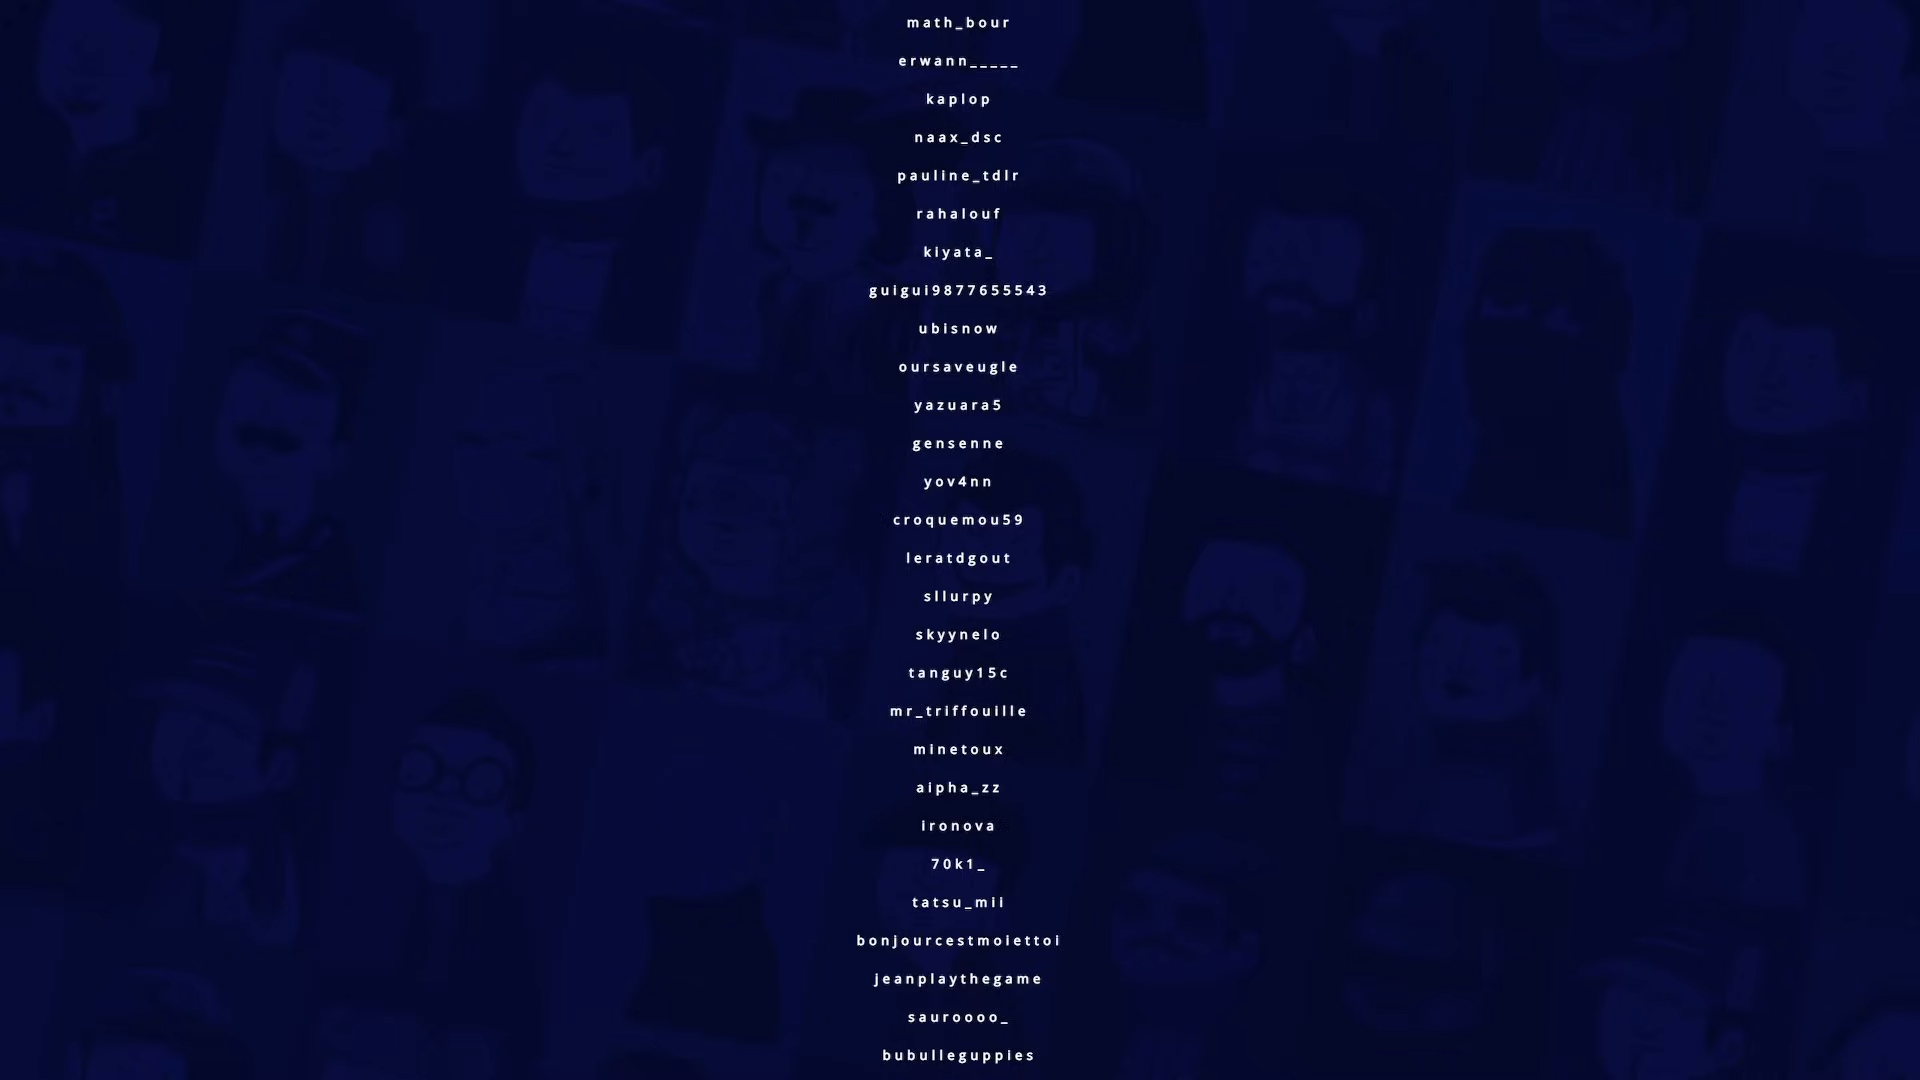 math_bour
erwann_____
kaplop
naax_dsc
pauline_tdlr
rahalouf
kiyata_
guigui9877655543
ubisnow
oursaveugle
yazuara5
gensenne
yov4nn
croquemou59
leratdgout
sllurpy
skyynelo
tanguy15c
mr_triffouille
minetoux
aipha_zz
ironova
70k1_
tatsu_mii
bonjourcestmoiettoi
jeanplaythegame
sauroooo_
bubulleguppies